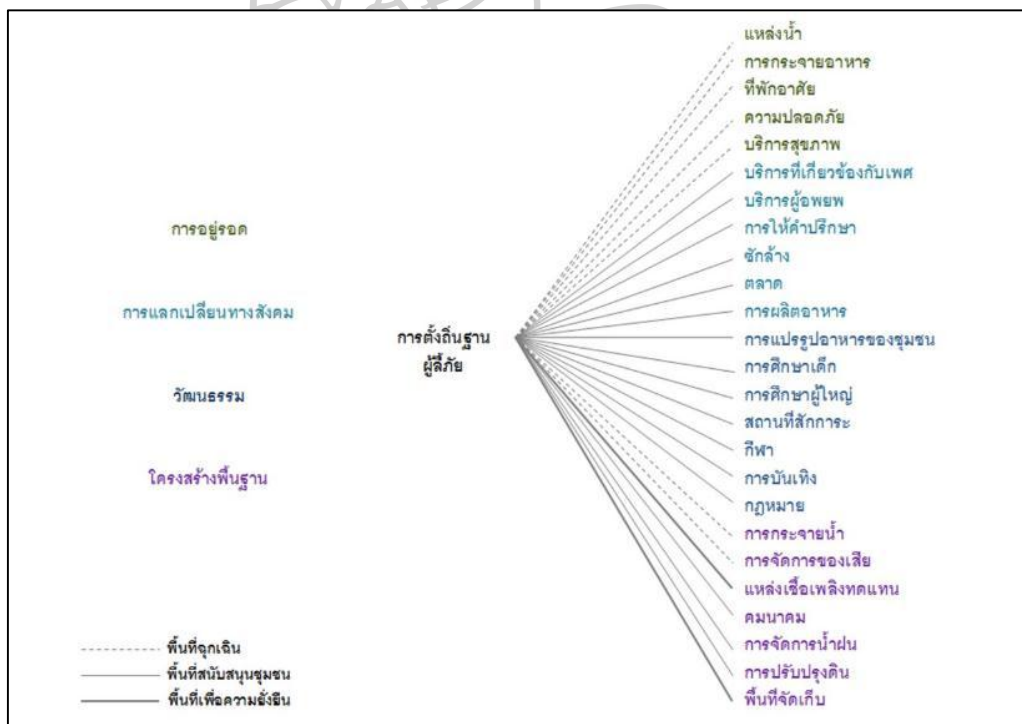 การอยู่รอด
การแลกเปลี่ยนทางสังคม
วัฒนธรรม
โครงสร้างพื้นฐาน
การตั้งถิ่นฐาน
ผู้ลี้ภัย
แหล่งน้ำ
การกระจายอาหาร
ที่พักอาศัย
ความปลอดภัย
บริการสุขภาพ
บริการที่เกี่ยวข้องกับเพศ
บริการผู้อพยพ
การให้คำปรึกษา
ซักล้าง
ตลาด
การผลิตอาหาร
การแปรรูปอาหารของชุมชน
การศึกษาเด็ก
การศึกษาผู้ใหญ่
สถานที่สักการะ
กีฬา
การบันเทิง
กฎหมาย
การกระจายน้ำ
การจัดการของเสีย
แหล่งเชื้อเพลิงทดแทน
คมนาคม
การจัดการน้ำฝน
การปรับปรุงดิน
พื้นที่จัดเก็บ
พื้นที่ฉุกเฉิน
พื้นที่สนับสนุนชุมชน
พื้นที่เพื่อความยั่งยืน